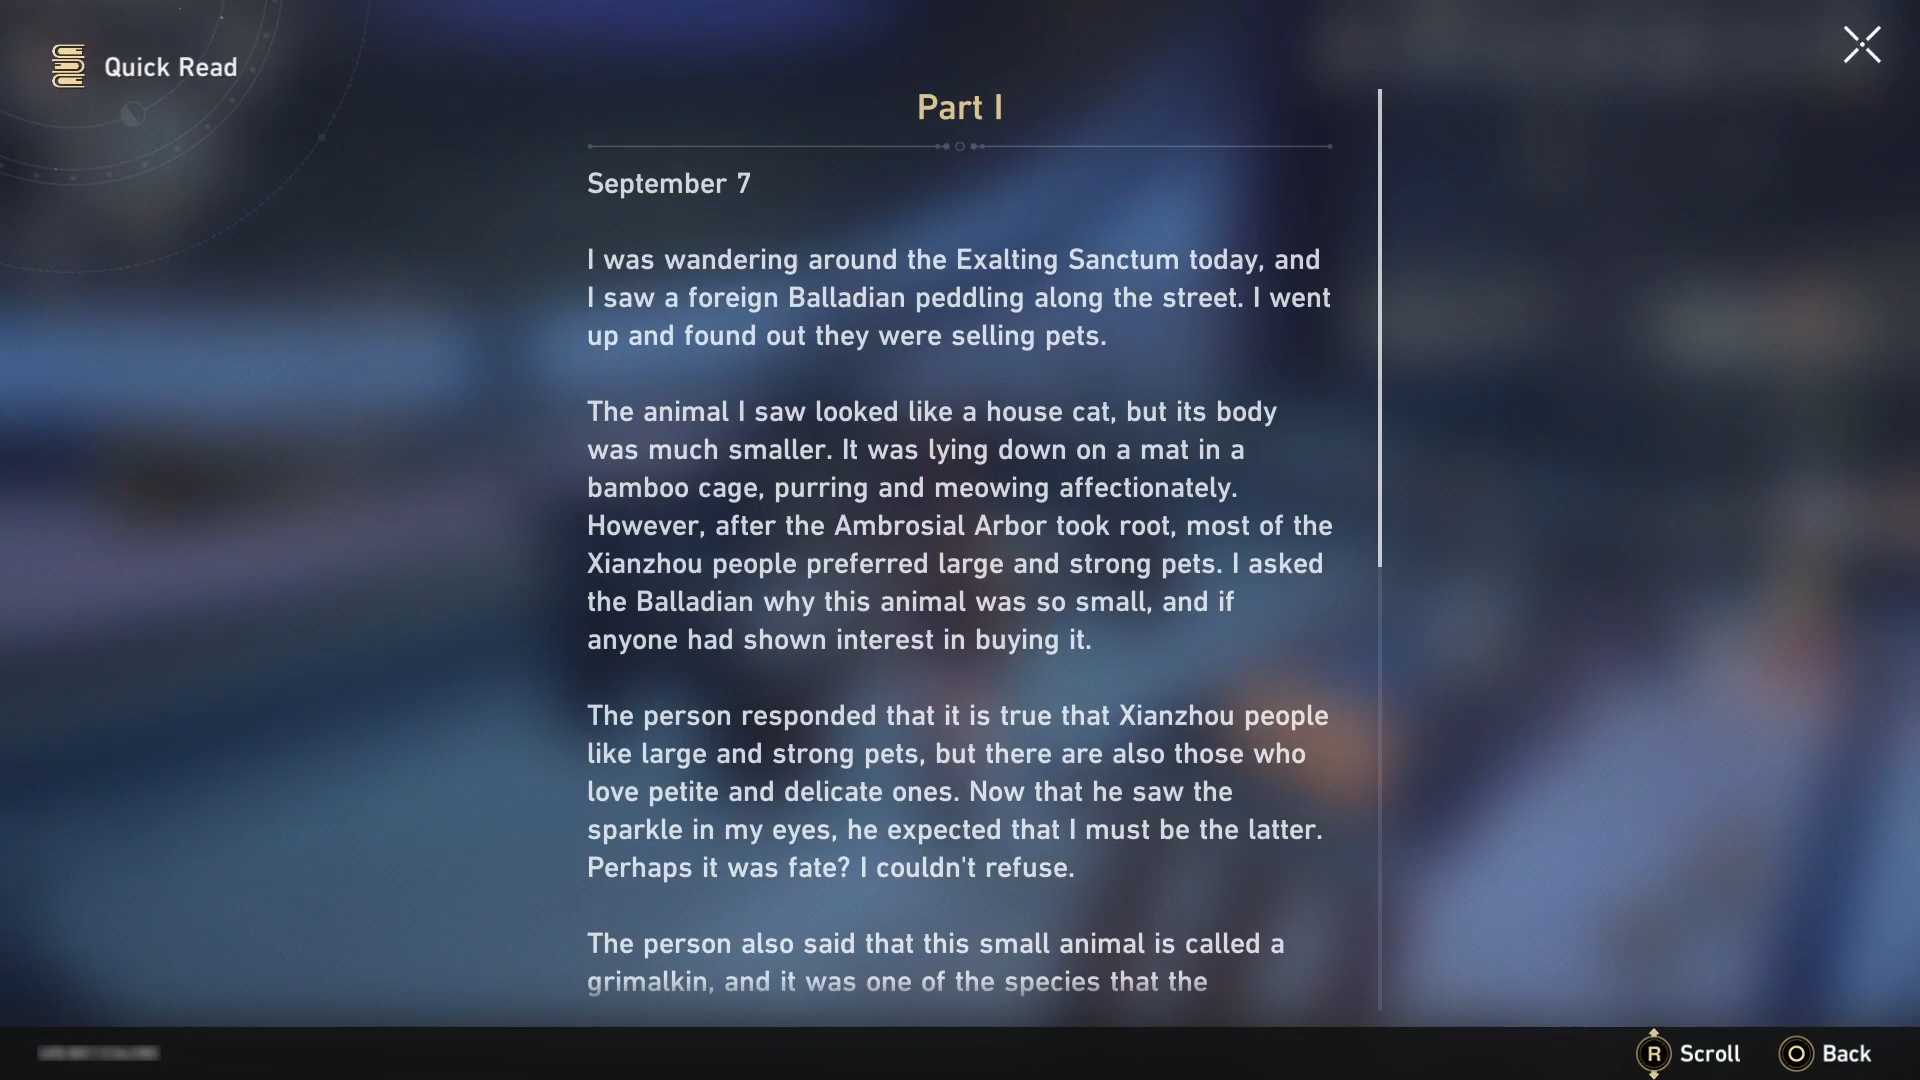 Quick Read
Part I
September 7
I was wandering around the Exalting Sanctum today, and
I saw a foreign Balladian peddling along the street. I went
up and found out they were selling pets.
The animal I saw looked like a house cat, but its body
was much smaller. It was lying down on a mat in a
bamboo cage, purring and meowing affectionately.
However, after the Ambrosial Arbor took root, most of the
Xianzhou people preferred large and strong pets. I asked
the Balladian why this animal was so small, and if
anyone had shown interest in buying it.
The person responded that it is true that Xianzhou people
like large and strong pets, but there are also those who
love petite and delicate ones. Now that he saw the
sparkle in my eyes, he expected that I must be the latter.
Perhaps it was fate? I couldn't refuse.
The person also said that this small animal is called a
grimalkin, and it was one of the species that the
R Scroll
Back